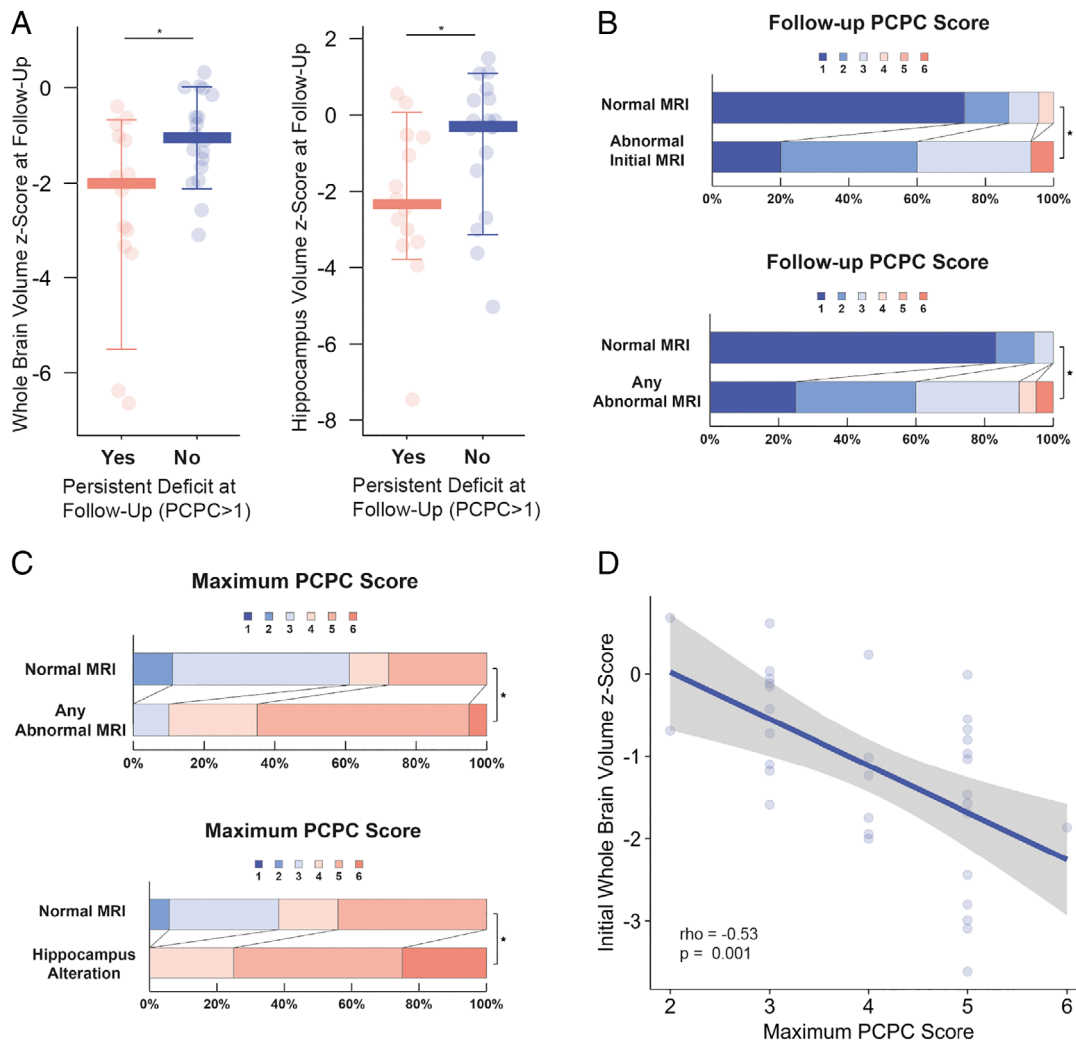 A
Whole Brain Volume z-Score at Follow-Up
0
-2
-4
-6
*
Yes No
Persistent Deficit at
Follow-Up (PCPC>1)
Hippocampus Volume z-Score at Follow-Up
2
0
-2
-4
-6
-8
*
Yes No
Persistent Deficit at
Follow-Up (PCPC>1)
B
Follow-up PCPC Score
1 2 3 4 5 6
Normal MRI
Abnormal
Initial MRI
*
0% 20% 40% 60% 80% 100%
Follow-up PCPC Score
1 2 3 4 5 6
Normal MRI
Any
Abnormal MRI
*
0% 20% 40% 60% 80% 100%
C
Maximum PCPC Score
1 2 3 4 5 6
Normal MRI
Any
Abnormal MRI
*
0% 20% 40% 60% 80% 100%
Maximum PCPC Score
1 2 3 4 5 6
Normal MRI
Hippocampus
Alteration
*
0% 20% 40% 60% 80% 100%
D
Initial Whole Brain Volume z-Score
0
-1
-2
-3
rho = -0.53
p = 0.001
2 3 4 5 6
Maximum PCPC Score